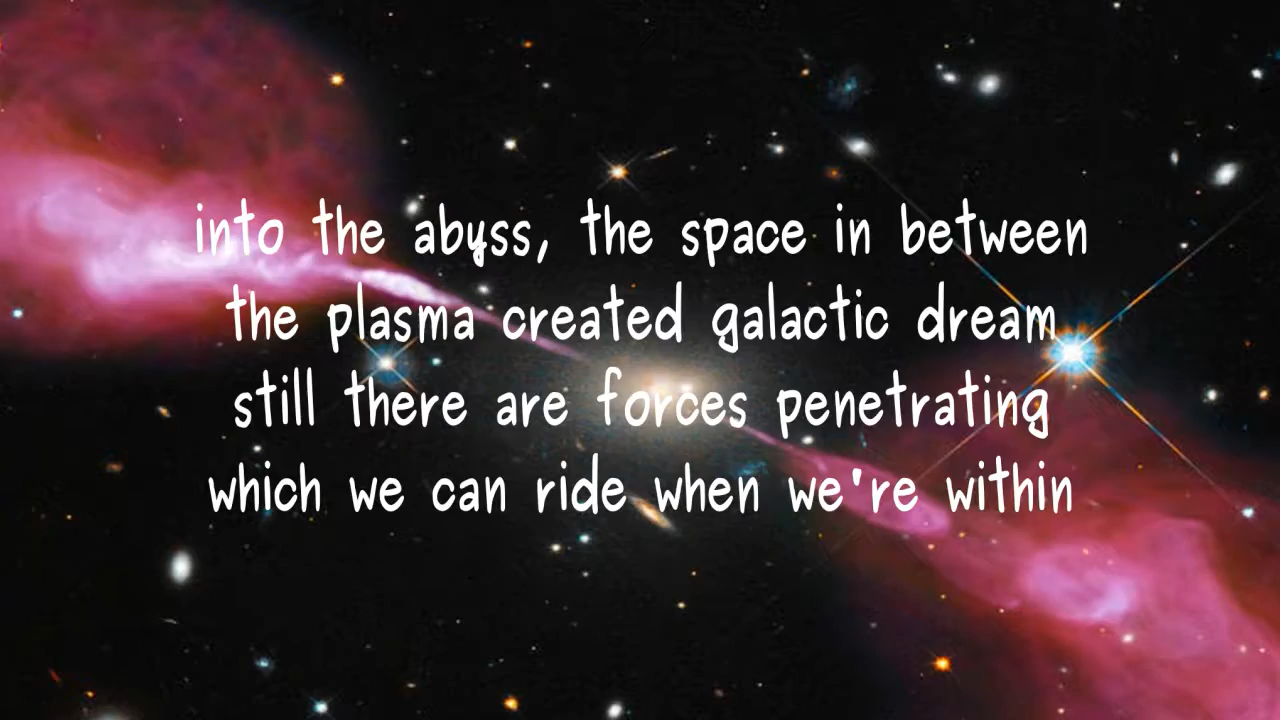 into the abyss, the space in between
the plasma created galactic dream
still there are forces penetrating
which we can ride when we're within